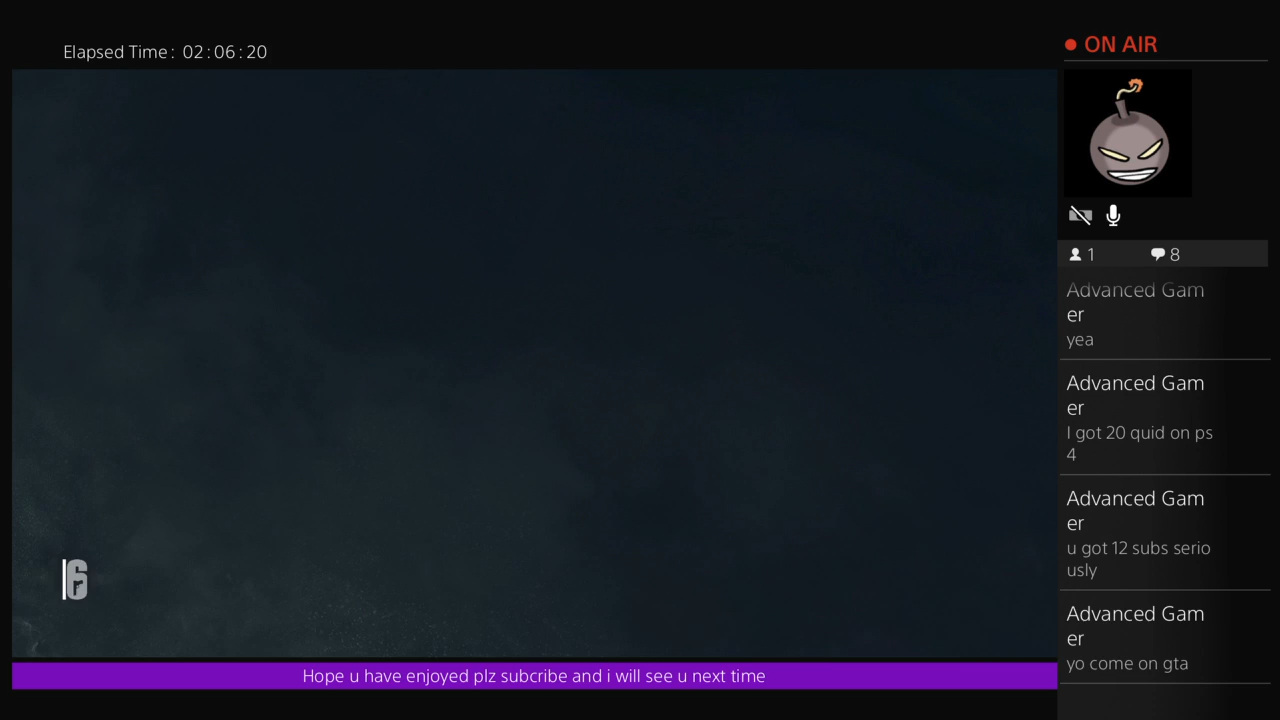 Elapsed Time: 02:06:20
ON AIR
1
8
Advanced Gam
er
yea
Advanced Gam
er
I got 20 quid on ps
4
Advanced Gam
er
u got 12 subs serio
usly
Advanced Gam
er
yo come on gta
6
Hope u have enjoyed plz subcribe and i will see u next time